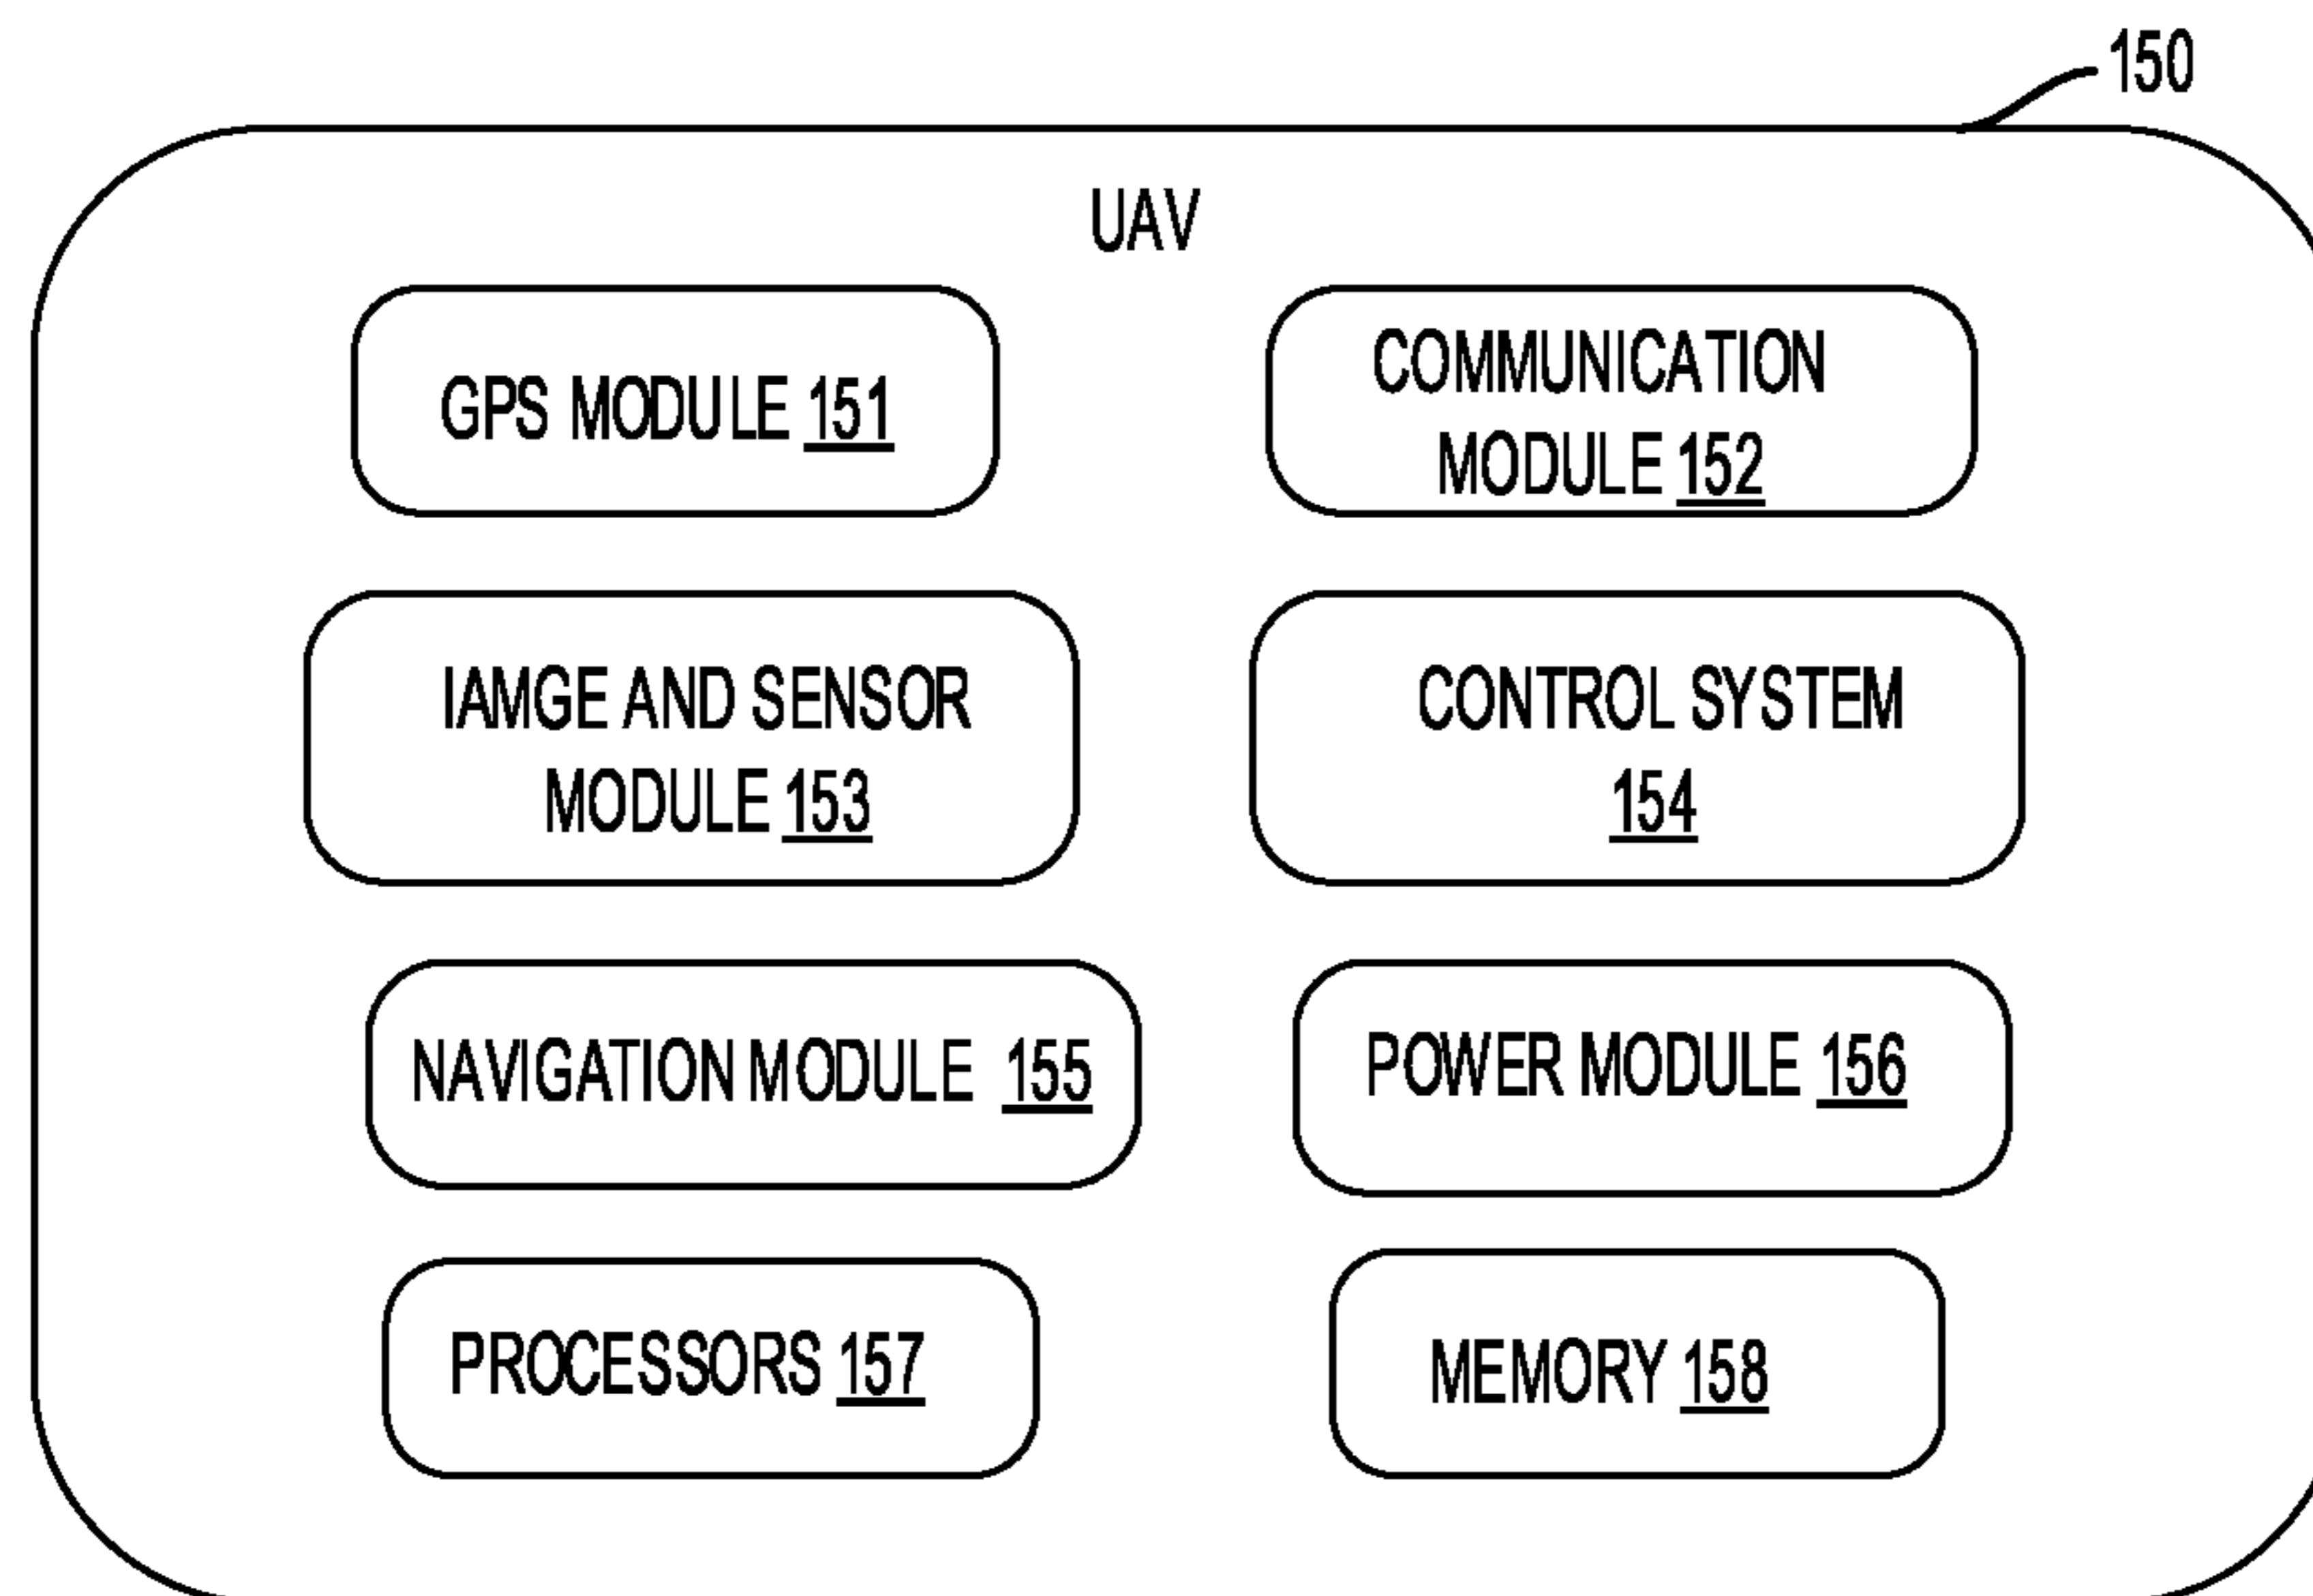 150
UAV
GPS MODULE 151
COMMUNICATION
MODULE 152
IAMGE AND SENSOR
MODULE 153
CONTROL SYSTEM
154
NAVIGATION MODULE 155
POWER MODULE 156
PROCESSORS 157
MEMORY 158